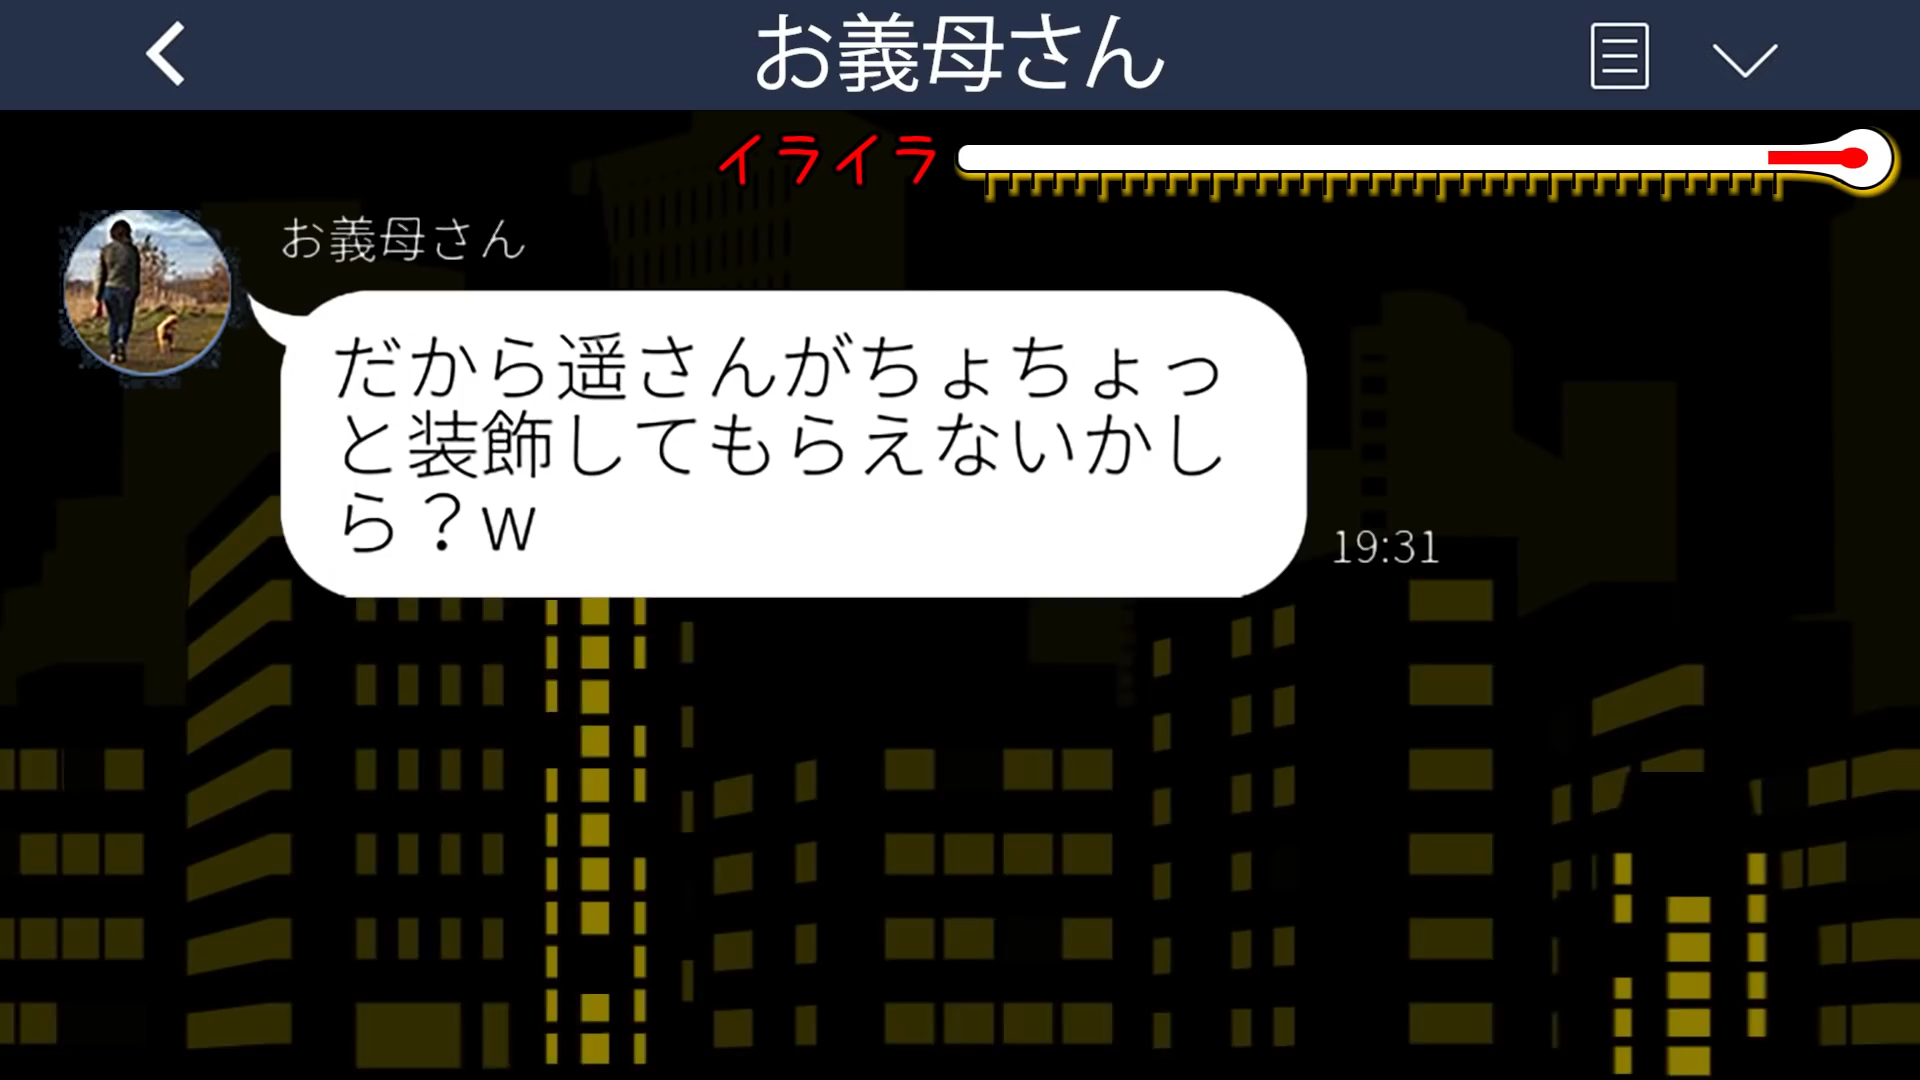 お義母さん
イライラ
お義母さん
だから遥さんがちょちょっ
と装飾してもらえないかし
ら？w
19:31